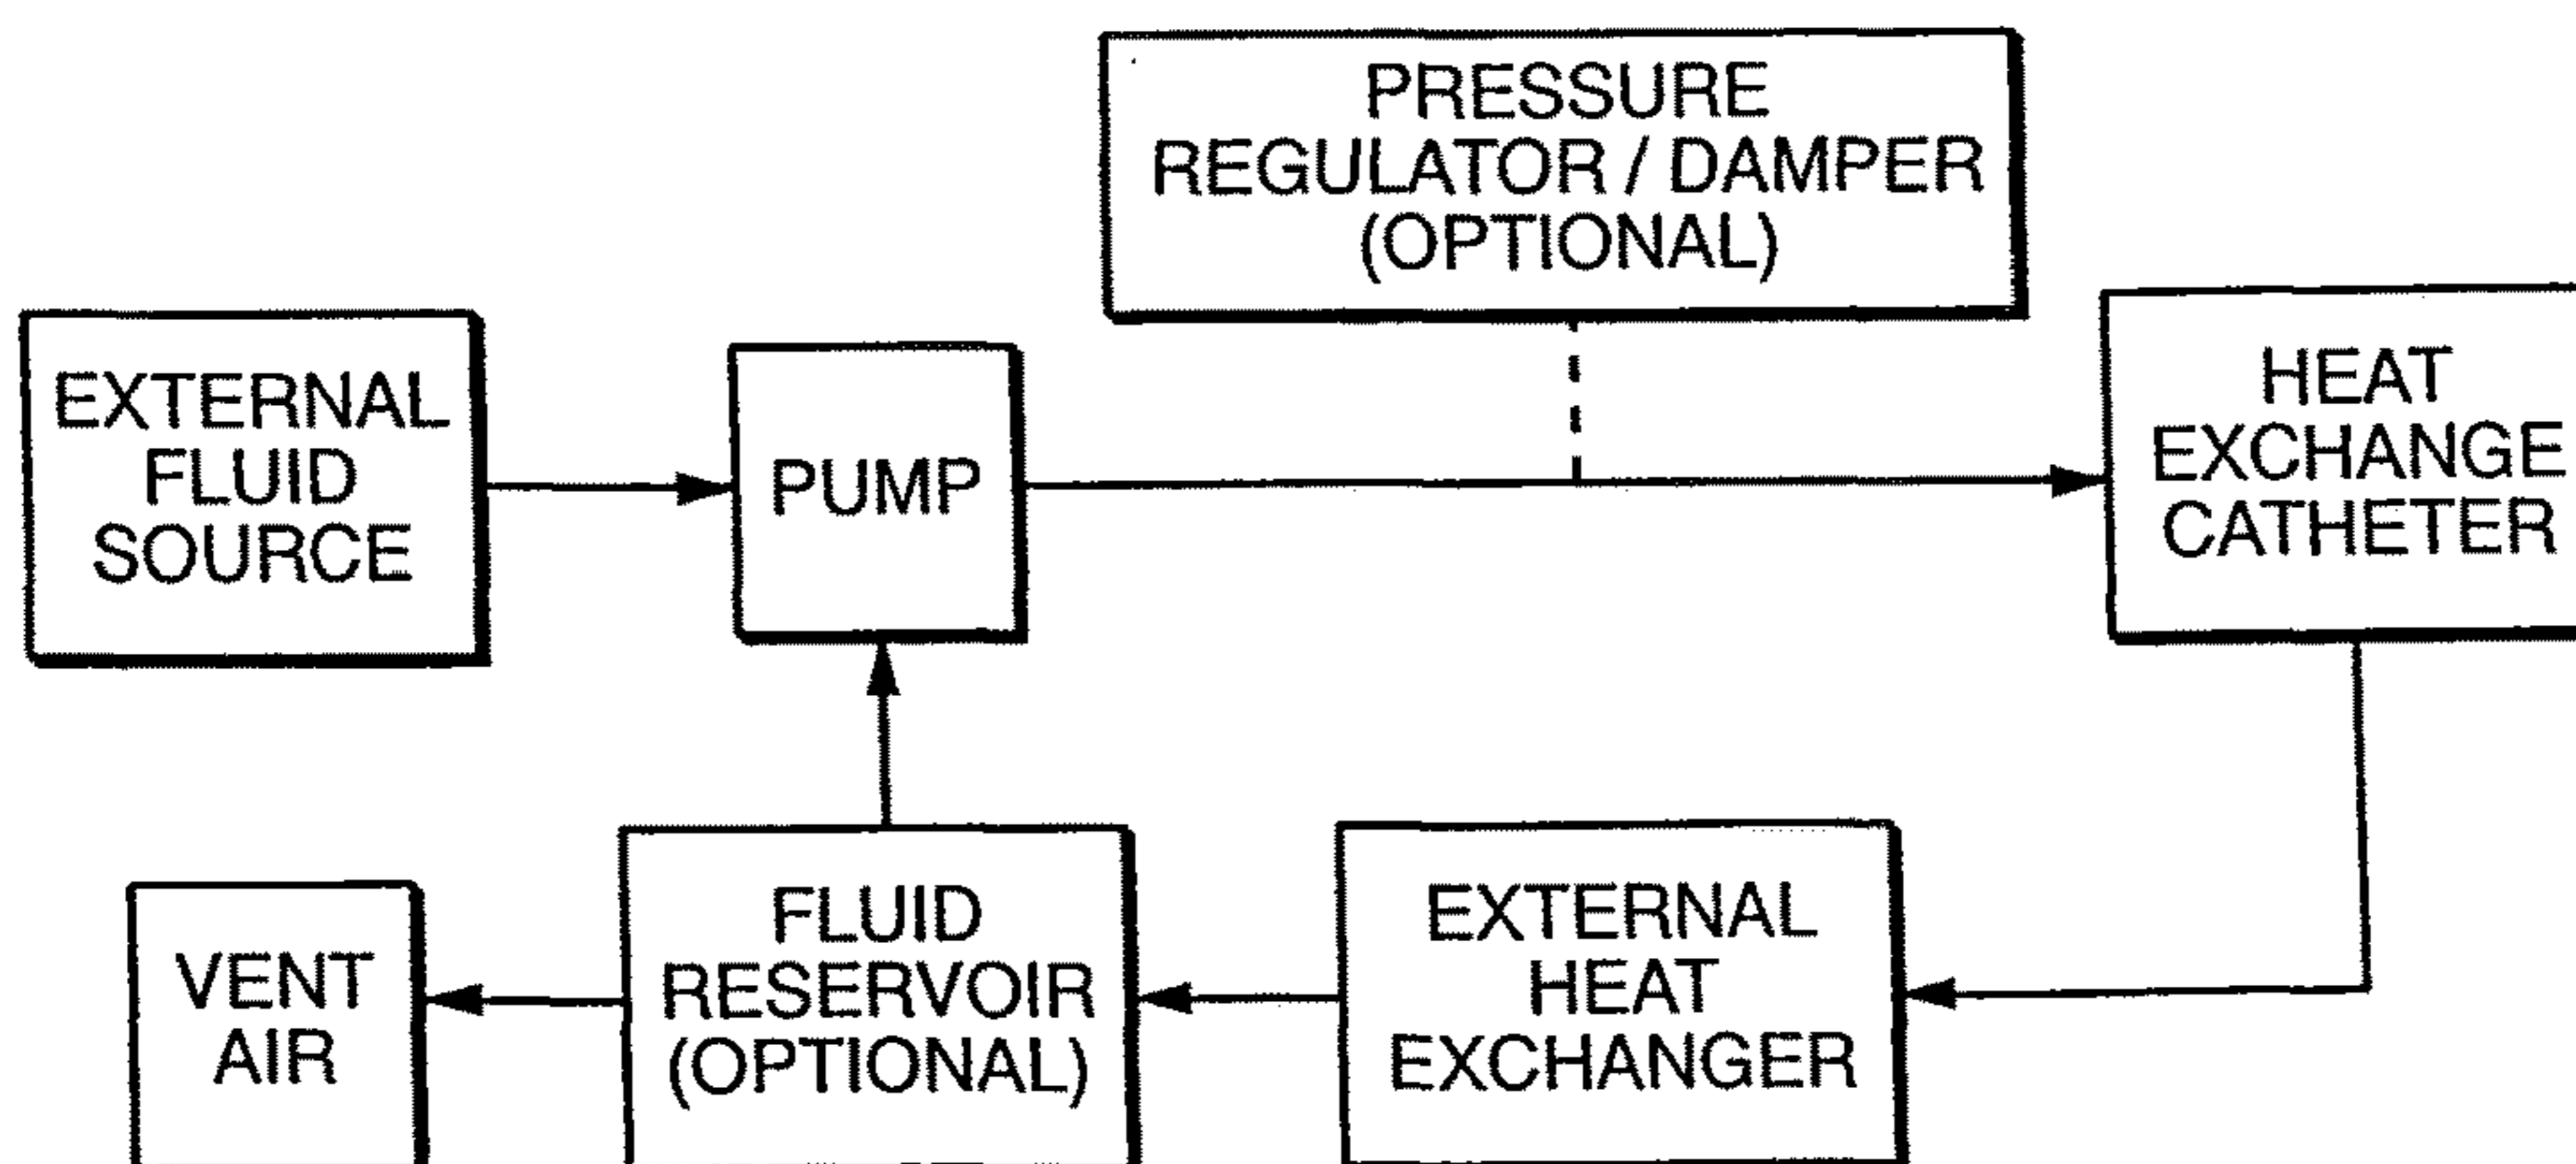 PRESSURE
REGULATOR / DAMPER
(OPTIONAL)
EXTERNAL
FLUID
SOURCE
PUMP
HEAT
EXCHANGE
CATHETER
VENT
AIR
FLUID
RESERVOIR
(OPTIONAL)
EXTERNAL
HEAT
EXCHANGER